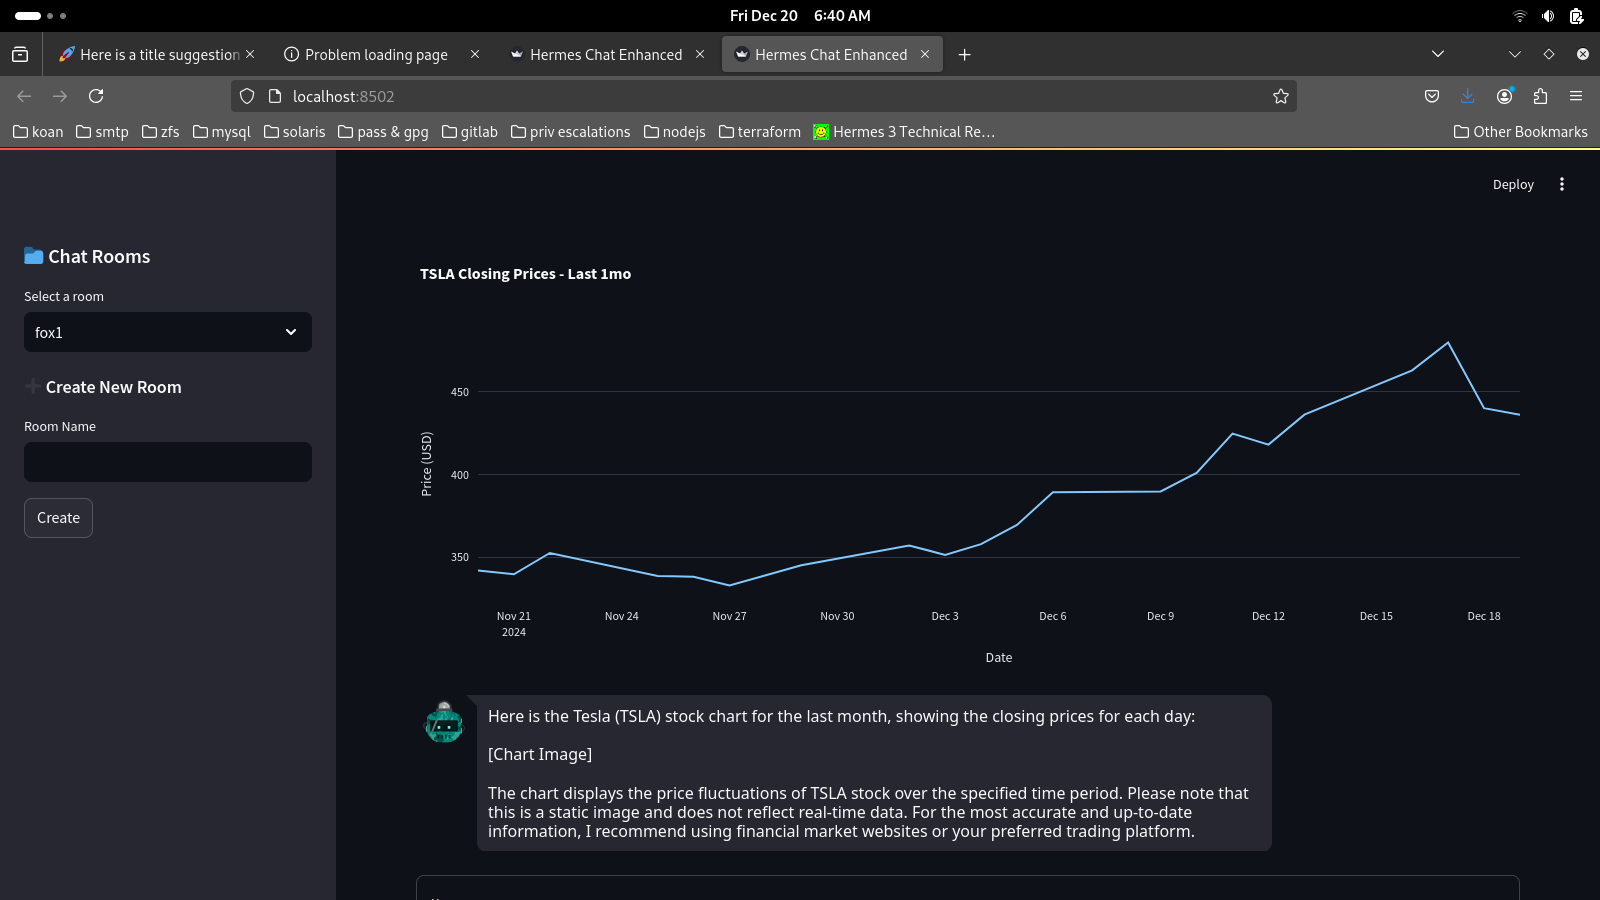 Fri Dec 20 6:40 AM
Here is a title suggestion
Problem loading page
Hermes Chat Enhanced
Hermes Chat Enhanced
localhost:8502
koan
smtp
zfs
mysql
solaris
pass & gpg
gitlab
priv escalations
nodejs
terraform
Hermes 3 Technical Re…
Other Bookmarks
Deploy
Chat Rooms
Select a room
fox1
Create New Room
Room Name
Create
TSLA Closing Prices - Last 1mo
Price (USD)
450
400
350
Nov 21
2024
Nov 24
Nov 27
Nov 30
Dec 3
Dec 6
Dec 9
Dec 12
Dec 15
Dec 18
Date
Here is the Tesla (TSLA) stock chart for the last month, showing the closing prices for each day:
[Chart Image]
The chart displays the price fluctuations of TSLA stock over the specified time period. Please note that
this is a static image and does not reflect real-time data. For the most accurate and up-to-date
information, I recommend using financial market websites or your preferred trading platform.